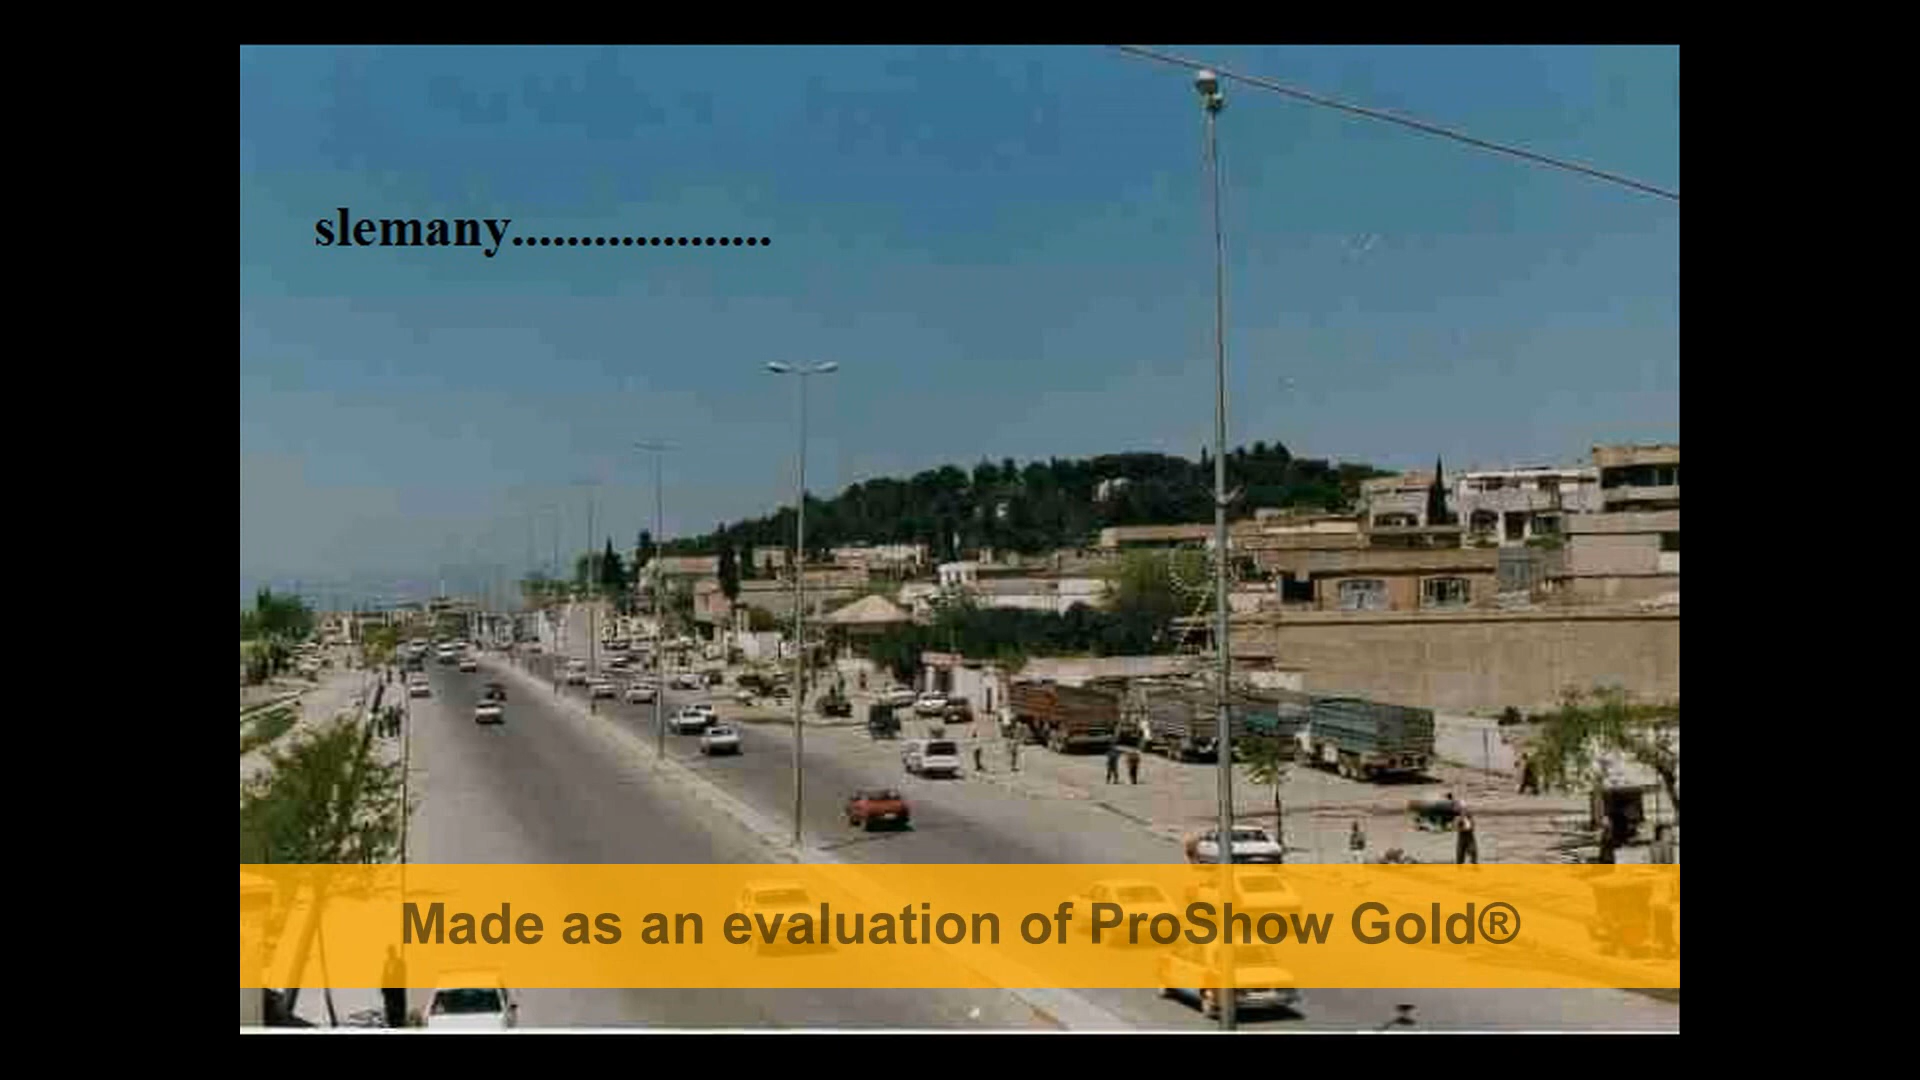 slemany...................
Made as an evaluation of ProShow Gold®